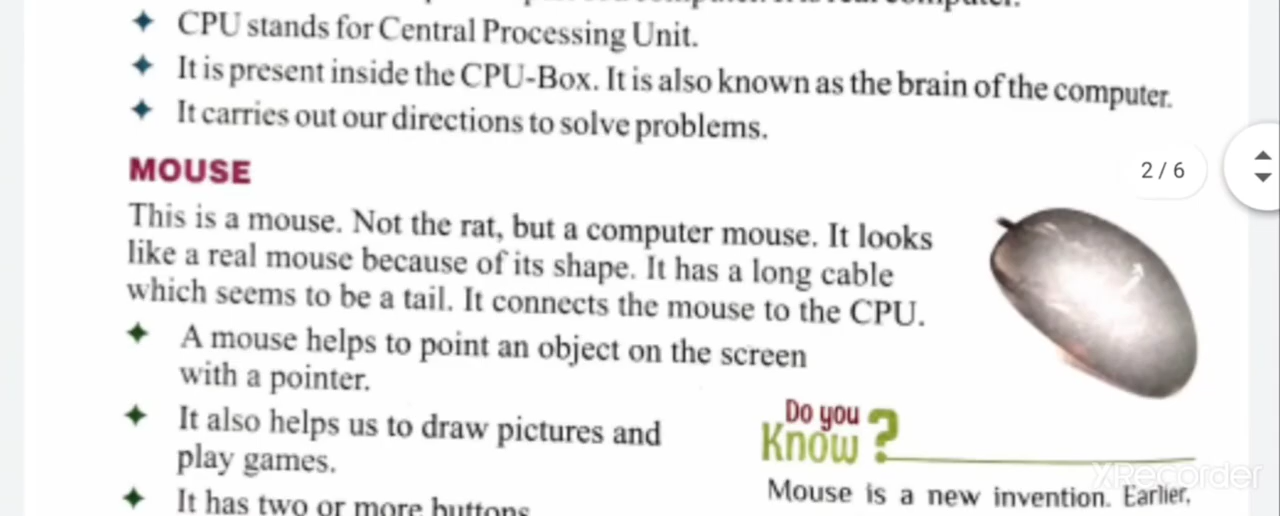 CPU stands for Central Processing Unit.
It is present inside the CPU-Box. It is also known as the brain of the computer.
It carries out our directions to solve problems.
MOUSE
2 / 6
This is a mouse. Not the rat, but a computer mouse. It looks
like a real mouse because of its shape. It has a long cable
which seems to be a tail. It connects the mouse to the CPU.
A mouse helps to point an object on the screen
with a pointer.
It also helps us to draw pictures and
play games.
It has two or more buttons
Do you
Know ?
Mouse is a new invention. Earlier,
XRecorder